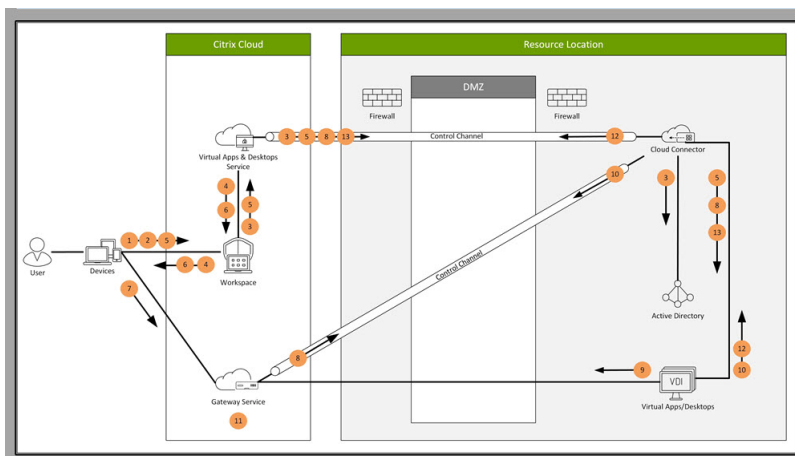 Citrix Cloud
Resource Location
DMZ
Firewall
Firewall
3 5 8 13
Control Channel
12
Virtual Apps & Desktops
Service
Cloud Connector
4
6
5
3
10
3
5
8
13
1 2 5
User
Devices
6 4
Workspace
Control Channel
7
Active Directory
8
12
10
9
VDI
Gateway Service
Virtual Apps/Desktops
11